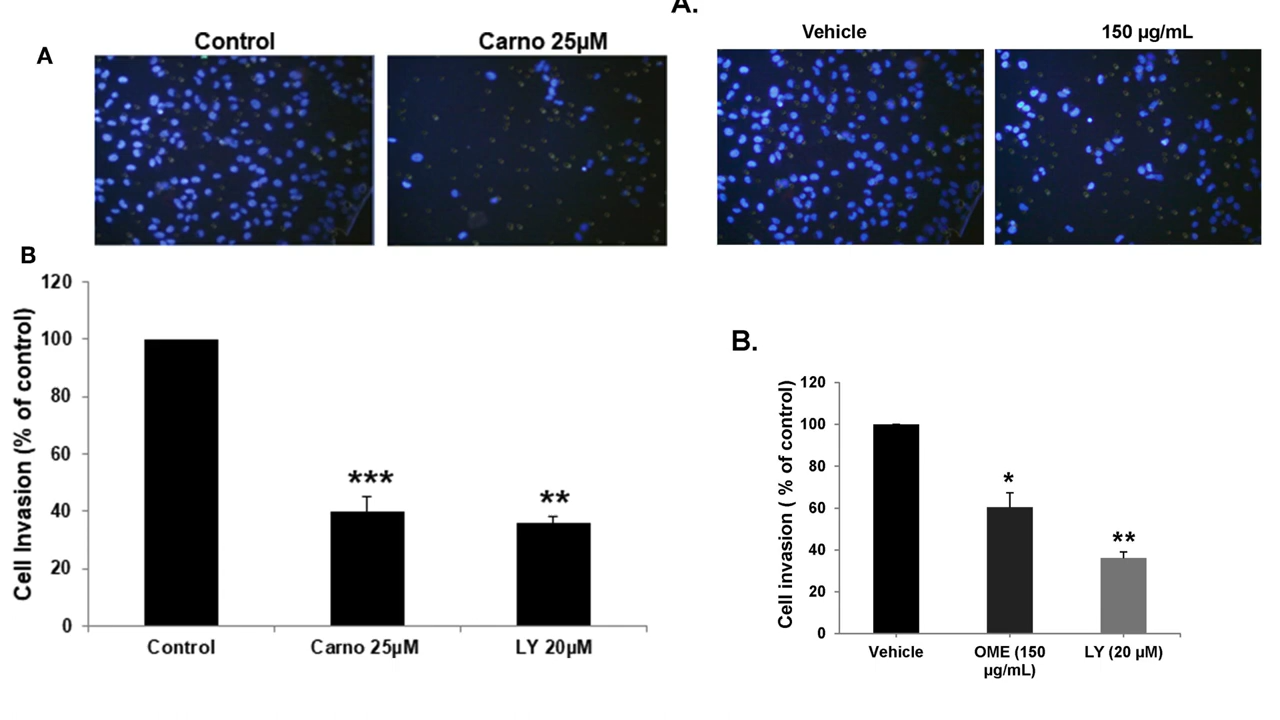 A
Control
Carno 25µM
B
120
100
80
60
40
20
0
Cell Invasion (% of control)
***
**
Control
Carno 25µM
LY 20µM
A.
Vehicle
150 µg/mL
B.
120
100
80
60
40
20
0
Cell invasion ( % of control)
*
**
Vehicle
OME (150
µg/mL)
LY (20 µM)